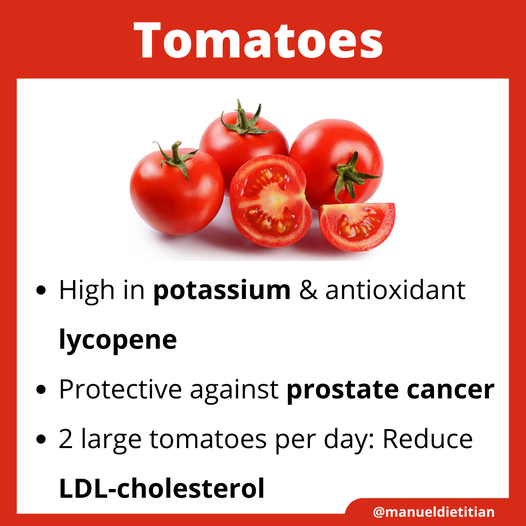 Tomatoes
• High in potassium & antioxidant
lycopene
• Protective against prostate cancer
• 2 large tomatoes per day: Reduce
LDL-cholesterol
@manueldietitian